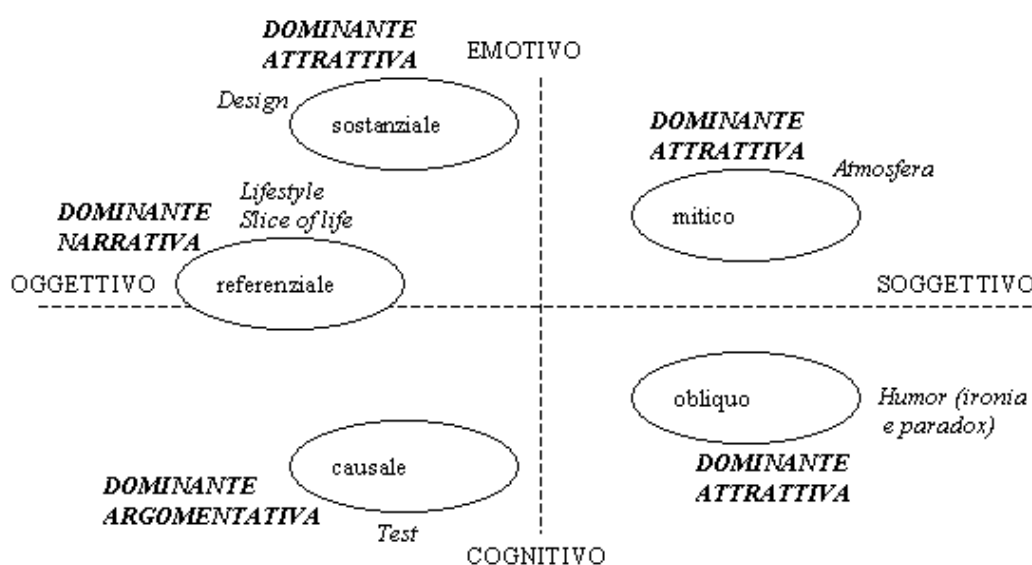 DOMINANTE
ATTRATTIVA
EMOTIVO
Design
sostanziale
DOMINANTE
ATTRATTIVA
Atmosfera
mitico
Lifestyle
Slice of life
DOMINANTE
NARRATIVA
OGGETTIVO
referenziale
SOGGETTIVO
obliquo
Humor (ironia
e paradox)
DOMINANTE
ATTRATTIVA
causale
DOMINANTE
ARGOMENTATIVA
Test
COGNITIVO